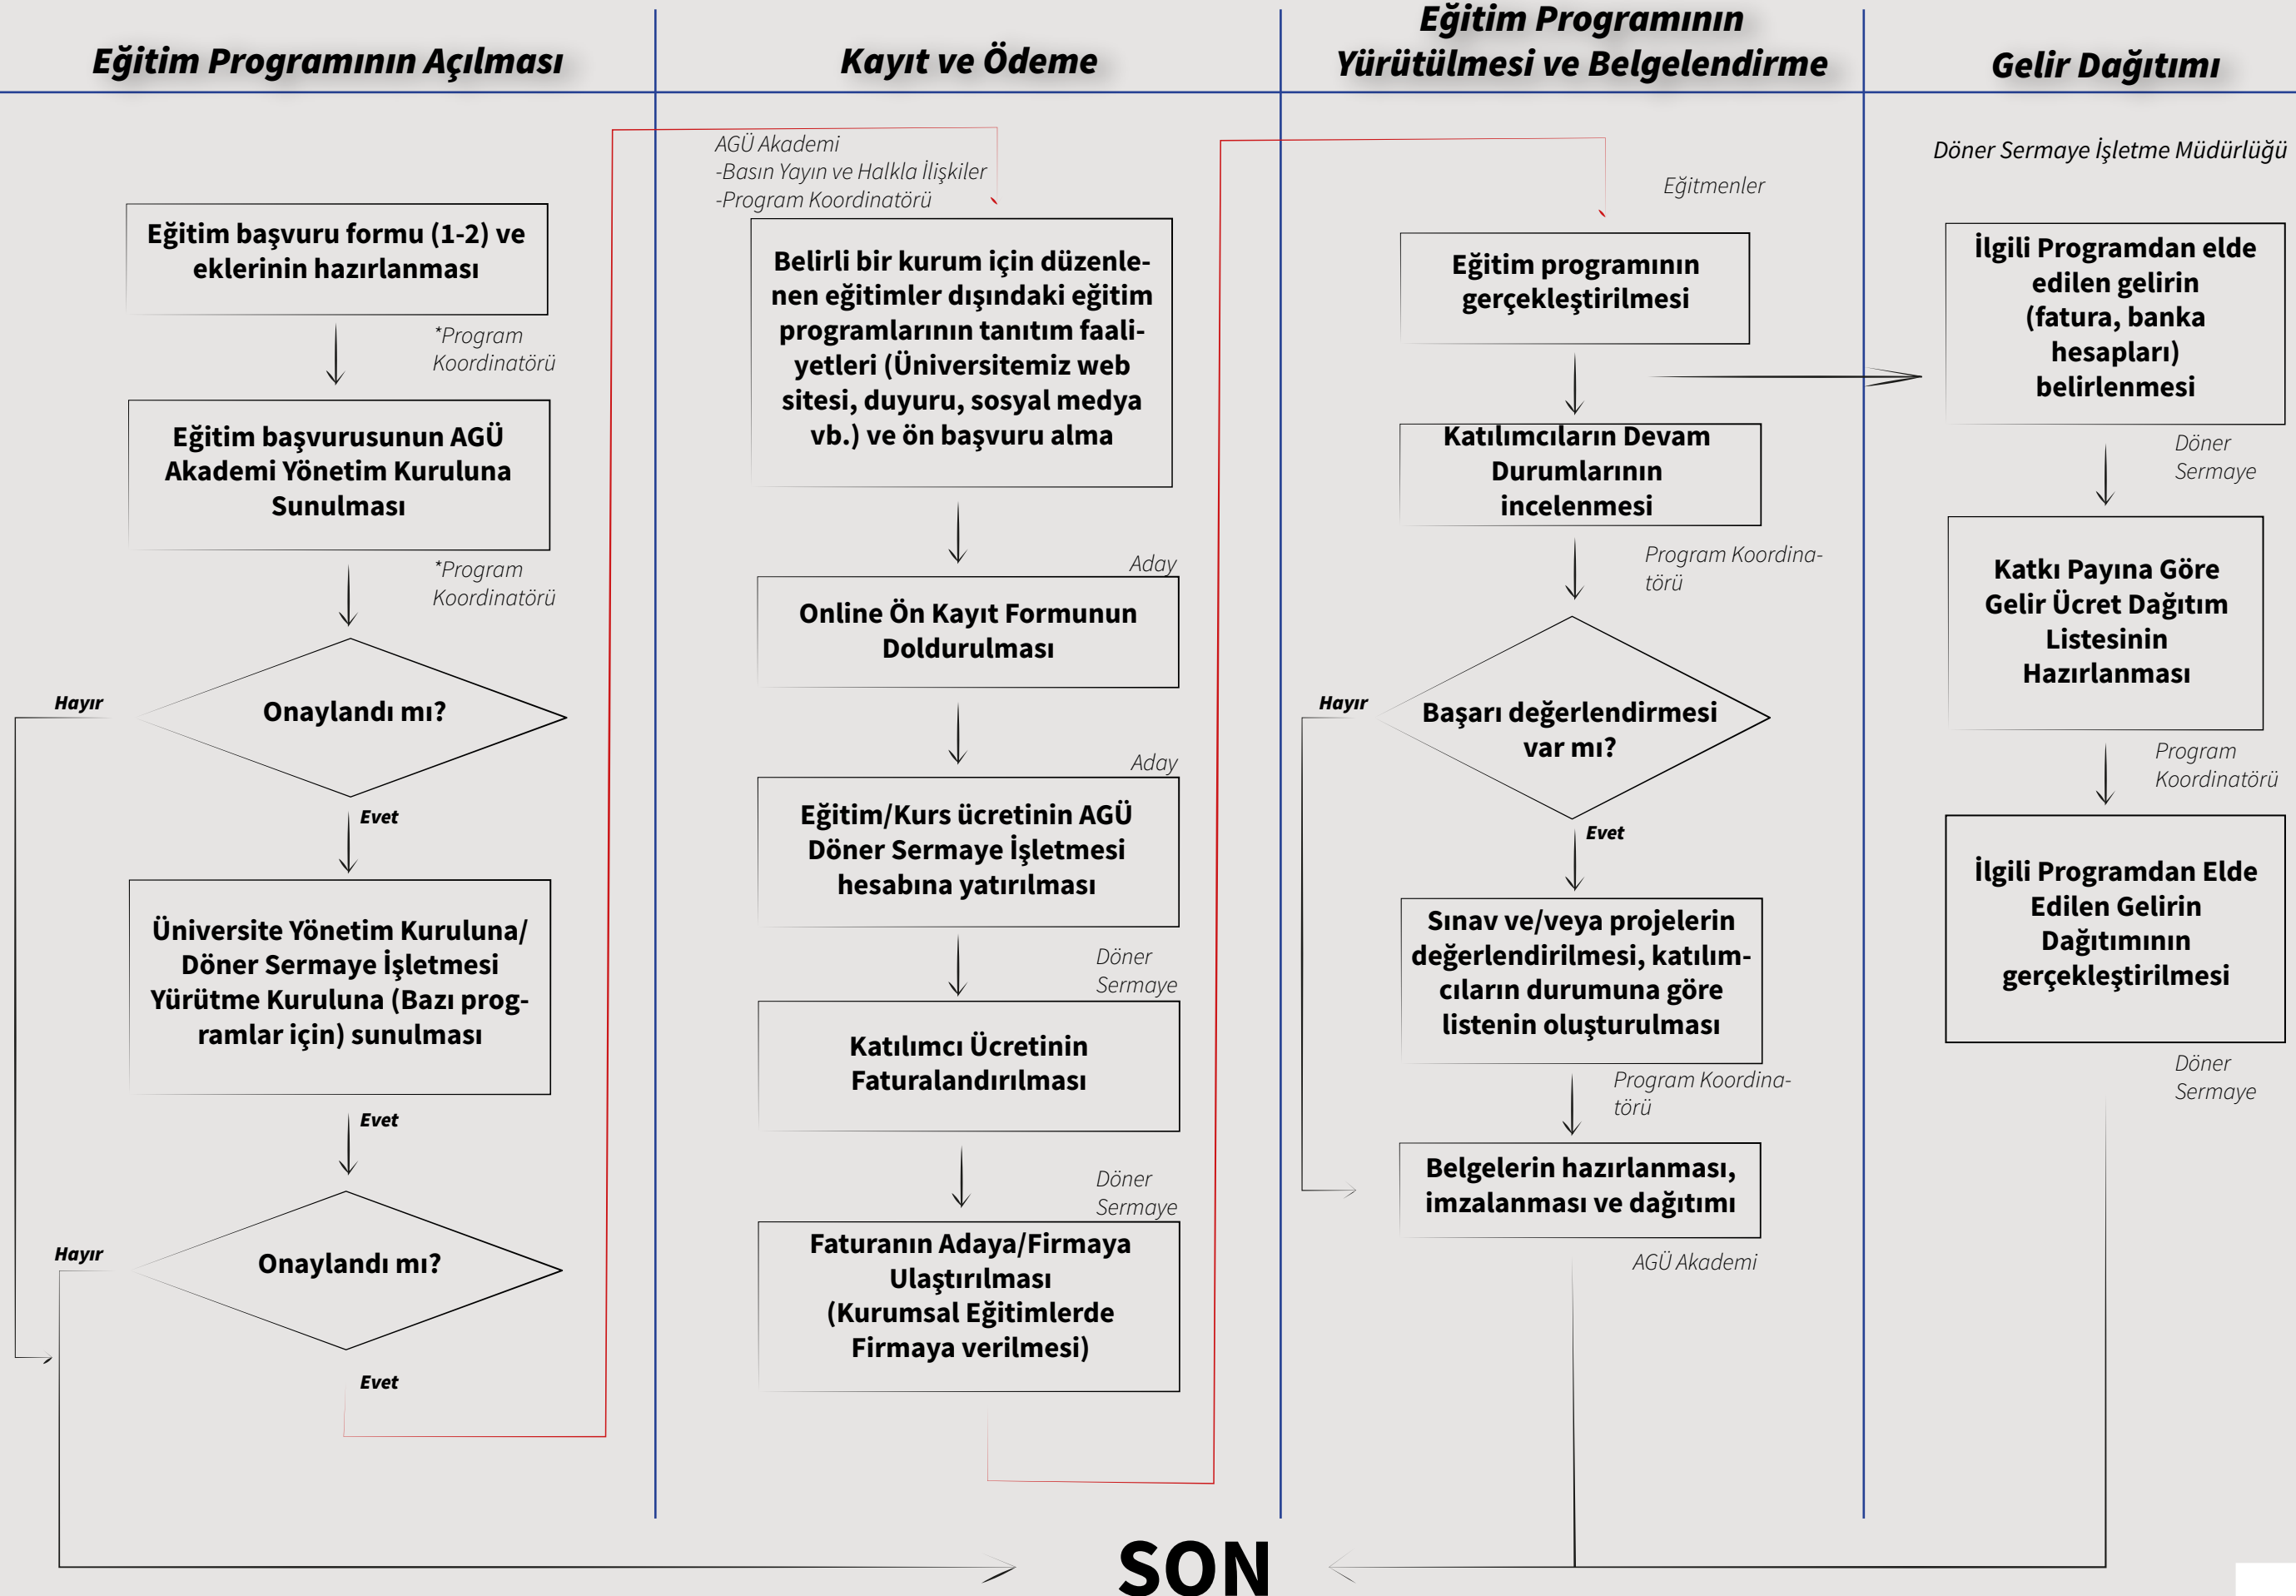 Eğitim Programının Açılması
Eğitim başvuru formu (1-2) ve
eklerinin hazırlanması
*Program
Koordinatörü
Eğitim başvurusunun AGÜ
Akademi Yönetim Kuruluna
Sunulması
*Program
Koordinatörü
Onaylandı mı?
Hayır
Evet
Üniversite Yönetim Kuruluna/
Döner Sermaye İşletmesi
Yürütme Kuruluna (Bazı prog-
ramlar için) sunulması
Evet
Onaylandı mı?
Hayır
Evet
Kayıt ve Ödeme
AGÜ Akademi
-Basın Yayın ve Halkla İlişkiler
-Program Koordinatörü
Belirli bir kurum için düzenle-
nen eğitimler dışındaki eğitim
programlarının tanıtım faali-
yetleri (Üniversitemiz web
sitesi, duyuru, sosyal medya
vb.) ve ön başvuru alma
Aday
Online Ön Kayıt Formunun
Doldurulması
Aday
Eğitim/Kurs ücretinin AGÜ
Döner Sermaye İşletmesi
hesabına yatırılması
Döner
Sermaye
Katılımcı Ücretinin
Faturalandırılması
Döner
Sermaye
Faturanın Adaya/Firmaya
Ulaştırılması
(Kurumsal Eğitimlerde
Firmaya verilmesi)
Eğitim Programının
Yürütülmesi ve Belgelendirme
Eğitmenler
Eğitim programının
gerçekleştirilmesi
Katılımcıların Devam
Durumlarının
incelenmesi
Program Koordina-
törü
Başarı değerlendirmesi
var mı?
Hayır
Evet
Sınav ve/veya projelerin
değerlendirilmesi, katılım-
cıların durumuna göre
listenin oluşturulması
Program Koordina-
törü
Belgelerin hazırlanması,
imzalanması ve dağıtımı
AGÜ Akademi
Gelir Dağıtımı
Döner Sermaye İşletme Müdürlüğü
İlgili Programdan elde
edilen gelirin
(fatura, banka
hesapları)
belirlenmesi
Döner
Sermaye
Katkı Payına Göre
Gelir Ücret Dağıtım
Listesinin
Hazırlanması
Program
Koordinatörü
İlgili Programdan Elde
Edilen Gelirin
Dağıtımının
gerçekleştirilmesi
Döner
Sermaye
SON